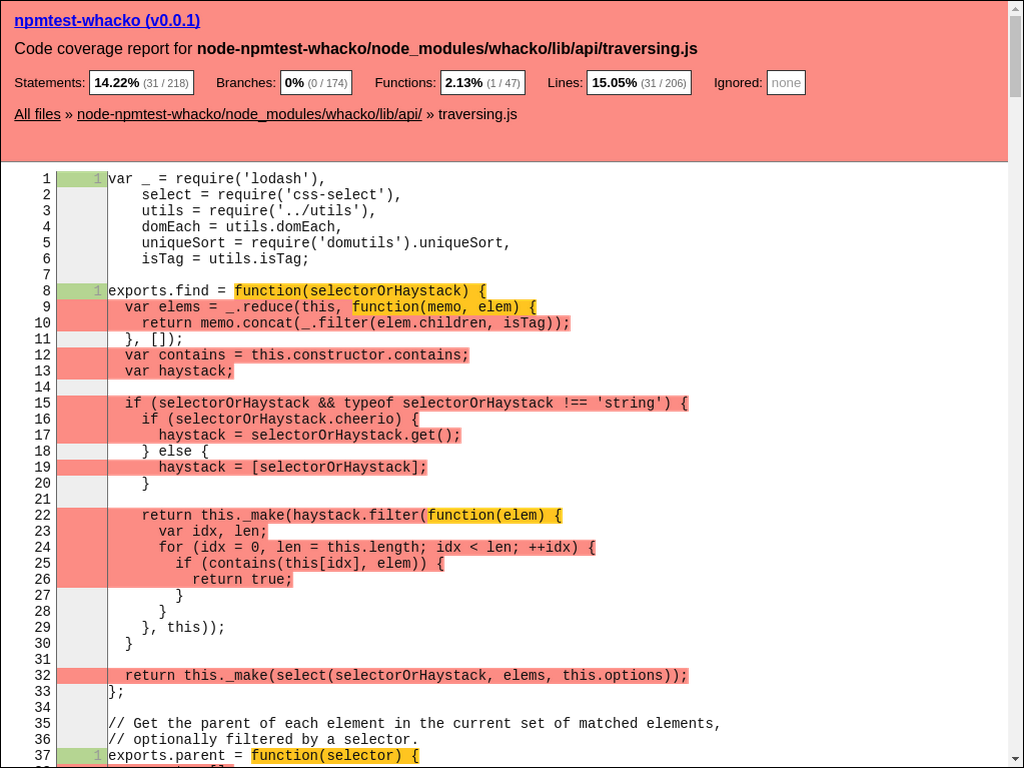 npmtest-whacko (v0.0.1)
Code coverage report for node-npmtest-whacko/node_modules/whacko/lib/api/traversing.js
Statements: 14.22% (31 / 218) Branches: 0% (0 / 174) Functions: 2.13% (1 / 47) Lines: 15.05% (31 / 206) Ignored: none
All files » node-npmtest-whacko/node_modules/whacko/lib/api/ » traversing.js
1 1 var _ = require('lodash'),
2 select = require('css-select'),
3 utils = require('../utils'),
4 domEach = utils.domEach,
5 uniqueSort = require('domutils').uniqueSort,
6 isTag = utils.isTag;
7
8 1 exports.find = function(selectorOrHaystack) {
9 var elems = _.reduce(this, function(memo, elem) {
10 return memo.concat(_.filter(elem.children, isTag));
11 }, []);
12 var contains = this.constructor.contains;
13 var haystack;
14
15 if (selectorOrHaystack && typeof selectorOrHaystack !== 'string') {
16 if (selectorOrHaystack.cheerio) {
17 haystack = selectorOrHaystack.get();
18 } else {
19 haystack = [selectorOrHaystack];
20 }
21
22 return this._make(haystack.filter(function(elem) {
23 var idx, len;
24 for (idx = 0, len = this.length; idx < len; ++idx) {
25 if (contains(this[idx], elem)) {
26 return true;
27 }
28 }
29 }, this));
30 }
31
32 return this._make(select(selectorOrHaystack, elems, this.options));
33 };
34
35 // Get the parent of each element in the current set of matched elements,
36 // optionally filtered by a selector.
37 1 exports.parent = function(selector) {